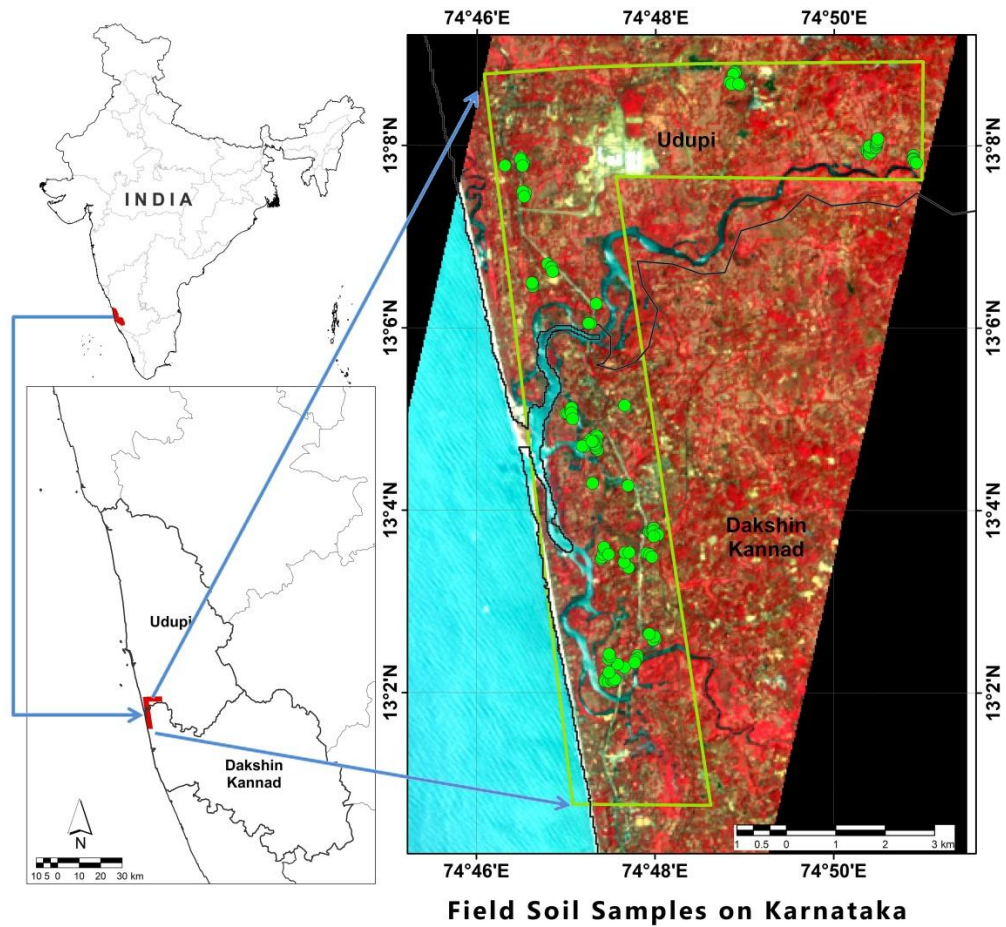 74°46'E 74°48'E 74°50'E
INDIA
Udupi
13°8'N 13°8'N
13°6'N 13°6'N
13°4'N 13°4'N
Dakshin
Kannad
13°2'N 13°2'N
Udupi
Dakshin
Kannad
N
10 5 0 10 20 30 km
1 0.5 0 1 2 3 km
74°46'E 74°48'E 74°50'E
Field Soil Samples on Karnataka